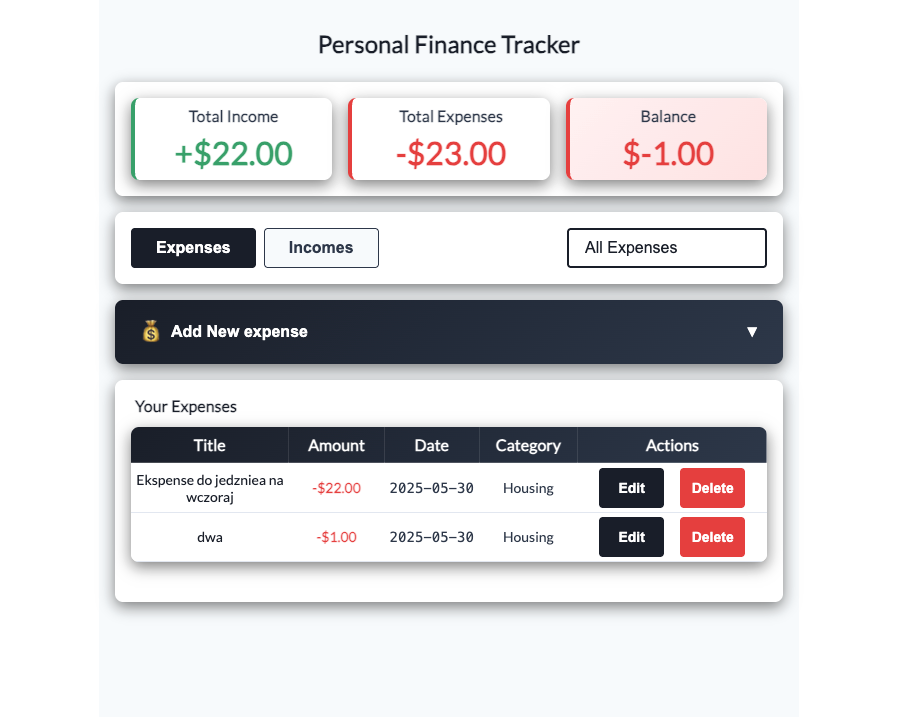 Personal Finance Tracker
Total Income
+$22.00
Total Expenses
-$23.00
Balance
$-1.00
Expenses
Incomes
All Expenses
💰 Add New expense ▼
Your Expenses
Title Amount Date Category Actions
Ekspense do jedzniea na
wczoraj
-$22.00 2025-05-30 Housing Edit Delete
dwa -$1.00 2025-05-30 Housing Edit Delete